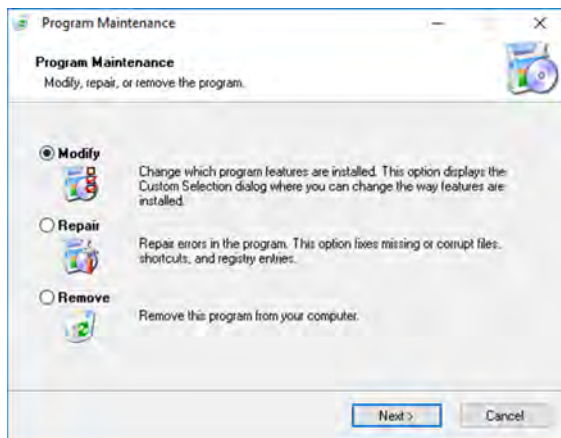 Program Maintenance
Program Maintenance
Modify, repair, or remove the program.
Modify
Change which program features are installed. This option displays the
Custom Selection dialog where you can change the way features are
installed.
Repair
Repair errors in the program. This option fixes missing or corrupt files,
shortcuts, and registry entries.
Remove
Remove this program from your computer.
Next >
Cancel